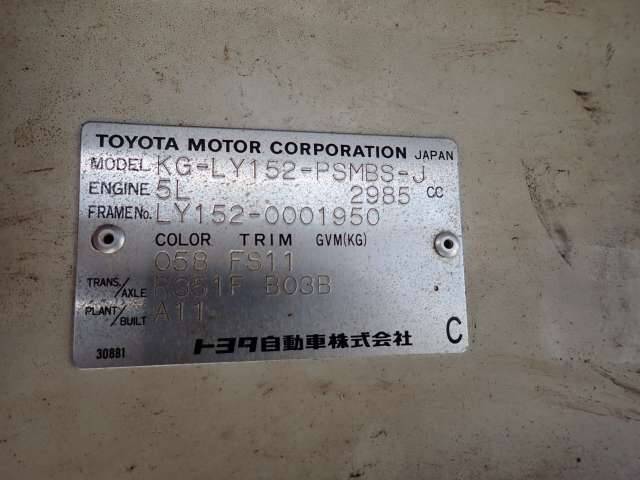 TOYOTA MOTOR CORPORATION JAPAN
MODEL KG-LY152-PSMBS-J
ENGINE 5L 2985 CC
FRAME No. LY152-0001950
COLOR TRIM GVM(KG)
058 FS11
TRANS./AXLE R351F B03B
PLANT/BUILT A11
30881 トヨタ自動車株式会社 C